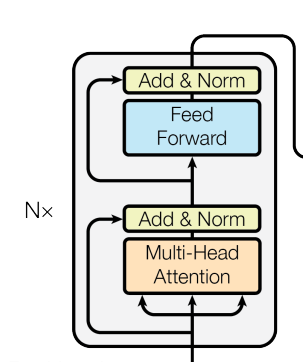 Add & Norm
Feed
Forward
N×
Add & Norm
Multi-Head
Attention